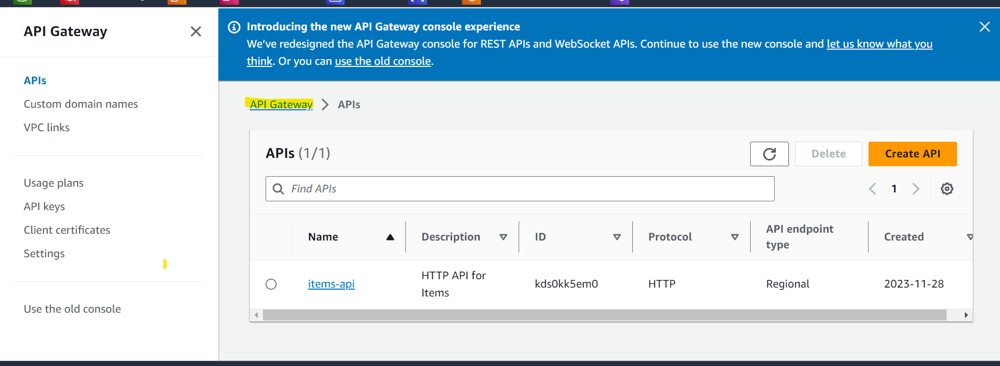 API Gateway
APIs
Custom domain names
VPC links
Usage plans
API keys
Client certificates
Settings
Use the old console
Introducing the new API Gateway console experience
We’ve redesigned the API Gateway console for REST APIs and WebSocket APIs. Continue to use the new console and let us know what you
think. Or you can use the old console.
API Gateway APIs
APIs (1/1)
Delete
Create API
Find APIs
1
Name Description ID Protocol API endpoint type Created
items-api HTTP API for Items kds0kk5em0 HTTP Regional 2023-11-28